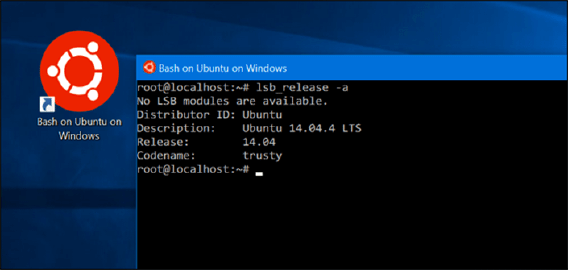 Bash on Ubuntu on
Windows
Bash on Ubuntu on Windows
root@localhost:~# lsb_release -a
No LSB modules are available.
Distributor ID: Ubuntu
Description:    Ubuntu 14.04.4 LTS
Release:        14.04
Codename:       trusty
root@localhost:~#